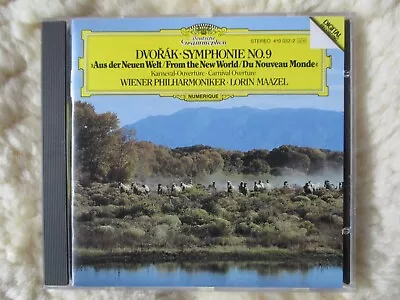 Deutsche
Grammophon
STEREO 410 032-2
DIGITAL
DVOŘÁK · SYMPHONIE NO. 9
»Aus der Neuen Welt/From the New World/Du Nouveau Monde«
Karneval-Ouvertüre · Carnival Overture
WIENER PHILHARMONIKER · LORIN MAAZEL
NUMERIQUE